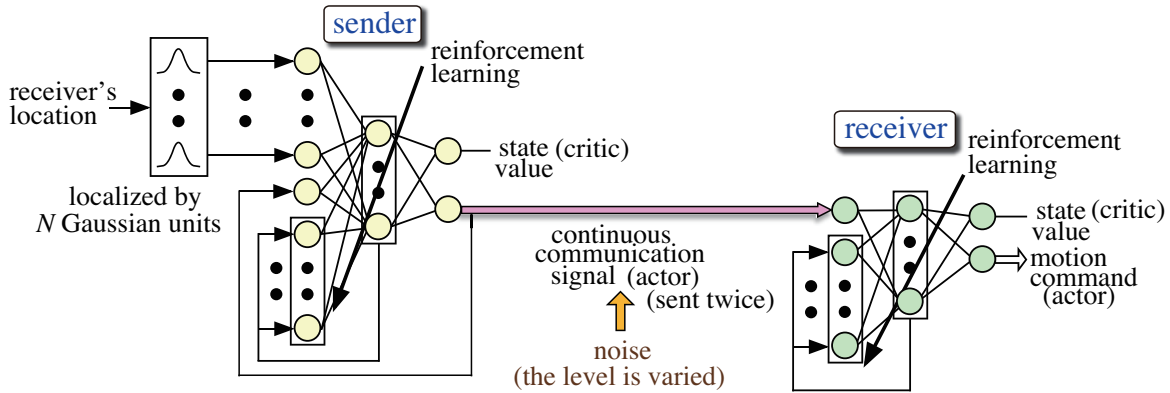 sender
reinforcement
learning
receiver's
location
localized by
N Gaussian units
state (critic)
value
continuous
communication
signal (actor)
(sent twice)
noise
(the level is varied)
receiver
reinforcement
learning
state (critic)
value
motion
command
(actor)